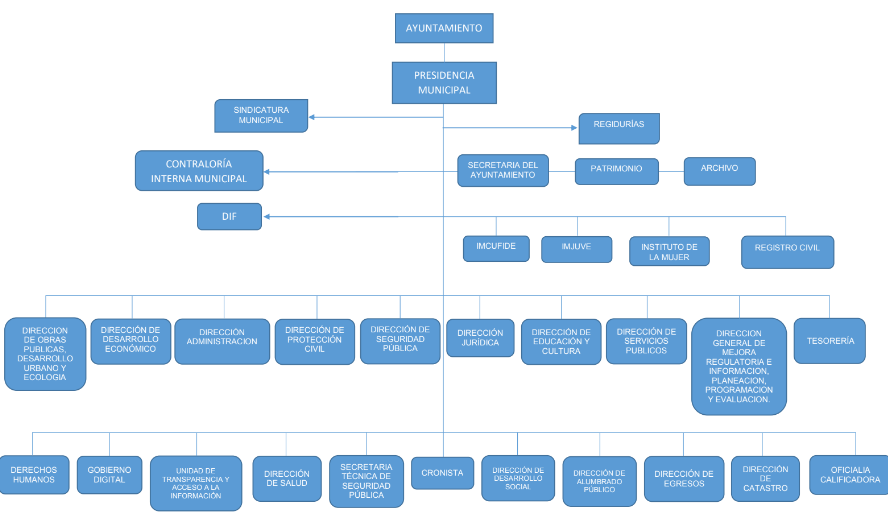 AYUNTAMIENTO
PRESIDENCIA
MUNICIPAL
SINDICATURA
MUNICIPAL
REGIDURÍAS
CONTRALORÍA
INTERNA MUNICIPAL
SECRETARIA DEL
AYUNTAMIENTO
PATRIMONIO
ARCHIVO
DIF
IMCUFIDE
IMJUVE
INSTITUTO DE
LA MUJER
REGISTRO CIVIL
DIRECCION
DE OBRAS
PUBLICAS,
DESARROLLO
URBANO Y
ECOLOGIA
DIRECCIÓN DE
DESARROLLO
ECONÓMICO
DIRECCIÓN
ADMINISTRACION
DIRECCIÓN DE
PROTECCIÓN
CIVIL
DIRECCIÓN DE
SEGURIDAD
PÚBLICA
DIRECCIÓN
JURÍDICA
DIRECCIÓN DE
EDUCACIÓN Y
CULTURA
DIRECCIÓN DE
SERVICIOS
PUBLICOS
DIRECCION
GENERAL DE
MEJORA
REGULATORIA E
INFORMACION,
PLANEACION,
PROGRAMACION
Y EVALUACION.
TESORERÍA
DERECHOS
HUMANOS
GOBIERNO
DIGITAL
UNIDAD DE
TRANSPARENCIA Y
ACCESO A LA
INFORMACIÓN
DIRECCIÓN
DE SALUD
SECRETARIA
TÉCNICA DE
SEGURIDAD
PÚBLICA
CRONISTA
DIRECCIÓN DE
DESARROLLO
SOCIAL
DIRECCIÓN DE
ALUMBRADO
PÚBLICO
DIRECCIÓN DE
EGRESOS
DIRECCIÓN
DE
CATASTRO
OFICIALIA
CALIFICADORA